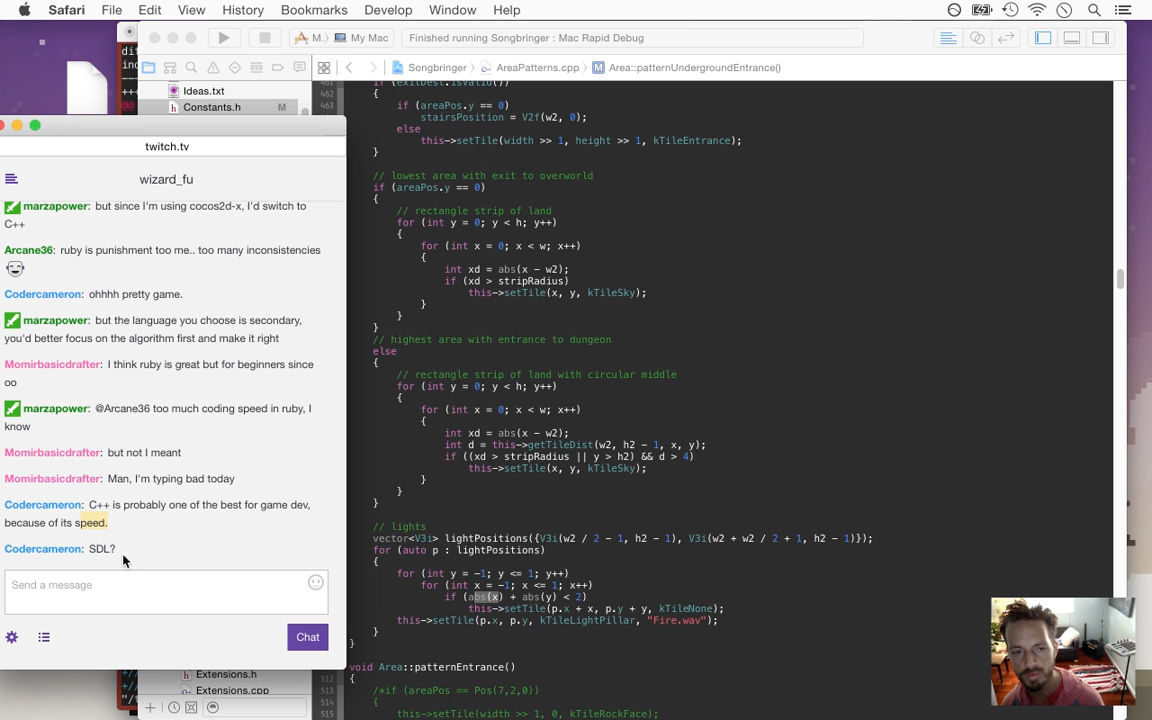 Safari File Edit View History Bookmarks Develop Window Help
M.) My Mac
Finished running Songbringer : Mac Rapid Debug
Songbringer
AreaPatterns.cpp
Area::patternUndergroundEntrance()
Ideas.txt
Constants.h M
twitch.tv
wizard_fu
marzapower: but since I'm using cocos2d-x, I'd switch to
C++
Arcane36: ruby is punishment too me.. too many inconsistencies
Codercameron: ohhhh pretty game.
marzapower: but the language you choose is secondary,
you'd better focus on the algorithm first and make it right
Momirbasicdrafter: I think ruby is great but for beginners since
oo
marzapower: @Arcane36 too much coding speed in ruby, I
know
Momirbasicdrafter: but not I meant
Momirbasicdrafter: Man, I'm typing bad today
Codercameron: C++ is probably one of the best for game dev,
because of its speed.
Codercameron: SDL?
Send a message
Chat
Extensions.h
Extensions.cpp
if (exitDest.isValid())
462 {
463 if (areaPos.y == 0)
stairsPosition = V2f(w2, 0);
else
this->setTile(width >> 1, height >> 1, kTileEntrance);
}
// lowest area with exit to overworld
if (areaPos.y == 0)
{
// rectangle strip of land
for (int y = 0; y < h; y++)
{
for (int x = 0; x < w; x++)
{
int xd = abs(x - w2);
if (xd > stripRadius)
this->setTile(x, y, kTileSky);
}
}
}
// highest area with entrance to dungeon
else
{
// rectangle strip of land with circular middle
for (int y = 0; y < h; y++)
{
for (int x = 0; x < w; x++)
{
int xd = abs(x - w2);
int d = this->getTileDist(w2, h2 - 1, x, y);
if ((xd > stripRadius || y > h2) && d > 4)
this->setTile(x, y, kTileSky);
}
}
}
// lights
vector<V3i> lightPositions({V3i(w2 / 2 - 1, h2 - 1), V3i(w2 + w2 / 2 + 1, h2 - 1)});
for (auto p : lightPositions)
{
for (int y = -1; y <= 1; y++)
for (int x = -1; x <= 1; x++)
if (abs(x) + abs(y) < 2)
this->setTile(p.x + x, p.y + y, kTileNone);
this->setTile(p.x, p.y, kTileLightPillar, "Fire.wav");
}
}
void Area::patternEntrance()
512 {
513 /*if (areaPos == Pos(7,2,0))
514 {
515 this->setTile(width >> 1, 0, kTileRockFace);